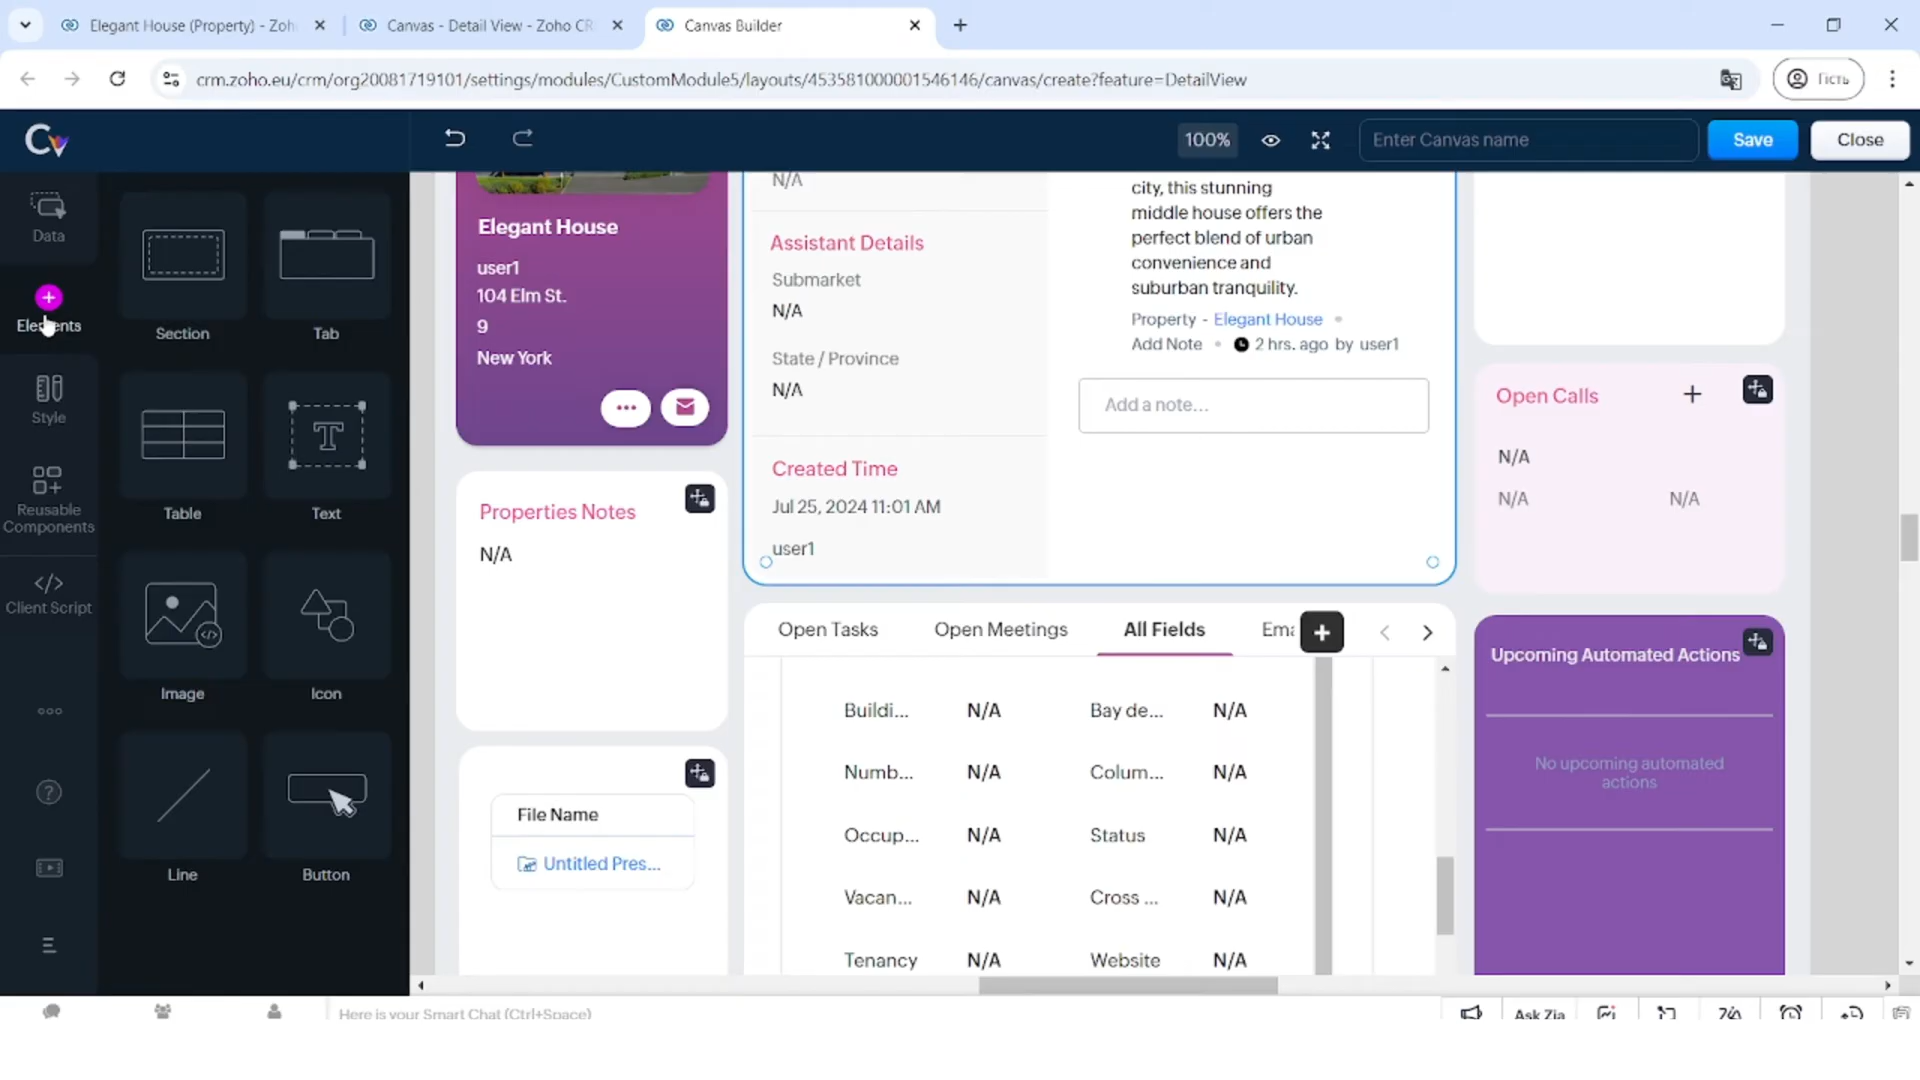 Elegant House (Property) - Zoh
Canvas - Detail View - Zoho CR
Canvas Builder
crm.zoho.eu/crm/org20081719101/settings/modules/CustomModule5/layouts/453581000001546146/canvas/create?feature=DetailView
Гість
Cv
100%
Enter Canvas name
Save
Close
Data
Elements
Style
Reusable
Components
Client Script
Section
Tab
Table
Text
Image
Icon
Line
Button
Elegant House
user1
104 Elm St.
9
New York
Properties Notes
N/A
File Name
Untitled Pres...
N/A
Assistant Details
Submarket
N/A
State / Province
N/A
Created Time
Jul 25, 2024 11:01 AM
user1
city, this stunning
middle house offers the
perfect blend of urban
convenience and
suburban tranquility.
Property - Elegant House •
Add Note • 2 hrs. ago by user1
Add a note...
Open Tasks
Open Meetings
All Fields
Ema
Buildi... N/A Bay de... N/A
Numb... N/A Colum... N/A
Occup... N/A Status N/A
Vacan... N/A Cross ... N/A
Tenancy N/A Website N/A
Open Calls
N/A
N/A N/A
Upcoming Automated Actions
No upcoming automated
actions
Here is your Smart Chat (Ctrl+Space)
Ask Zia